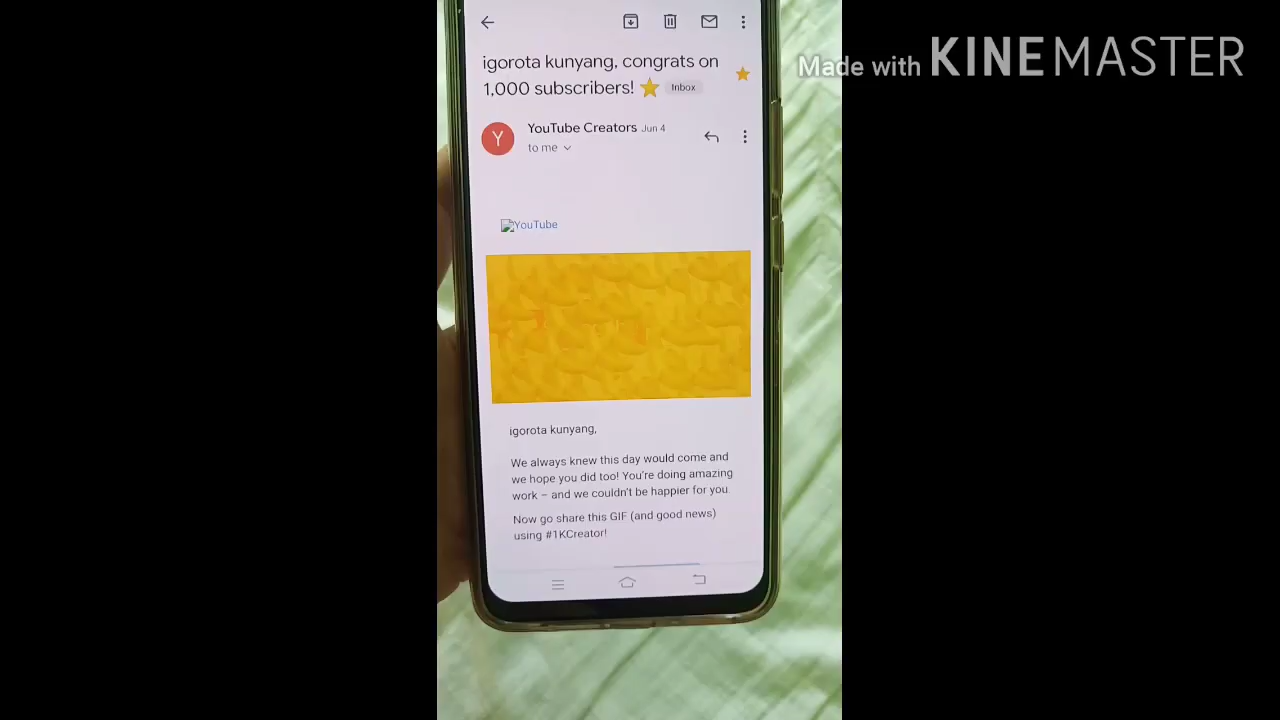 Made with KINEMASTER
igorota kunyang, congrats on
1,000 subscribers! ⭐ Inbox
Y
YouTube Creators Jun 4
to me
YouTube
igorota kunyang,
We always knew this day would come and
we hope you did too! You're doing amazing
work – and we couldn't be happier for you.
Now go share this GIF (and good news)
using #1KCreator!